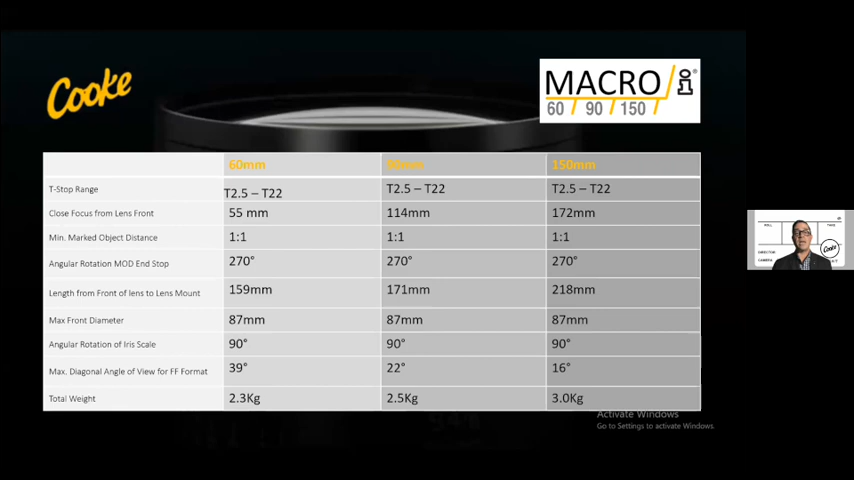 Cooke
MACRO/i®
60 90 150
60mm 90mm 150mm
T-Stop Range T2.5 – T22 T2.5 – T22 T2.5 – T22
Close Focus from Lens Front 55 mm 114mm 172mm
Min. Marked Object Distance 1:1 1:1 1:1
Angular Rotation MOD End Stop 270° 270° 270°
Length from Front of lens to Lens Mount 159mm 171mm 218mm
Max Front Diameter 87mm 87mm 87mm
Angular Rotation of Iris Scale 90° 90° 90°
Max. Diagonal Angle of View for FF Format 39° 22° 16°
Total Weight 2.3Kg 2.5Kg 3.0Kg
Activate Windows
Go to Settings to activate Windows.
ROLL TAKE
DIRECTOR
CAMERA
Cooke